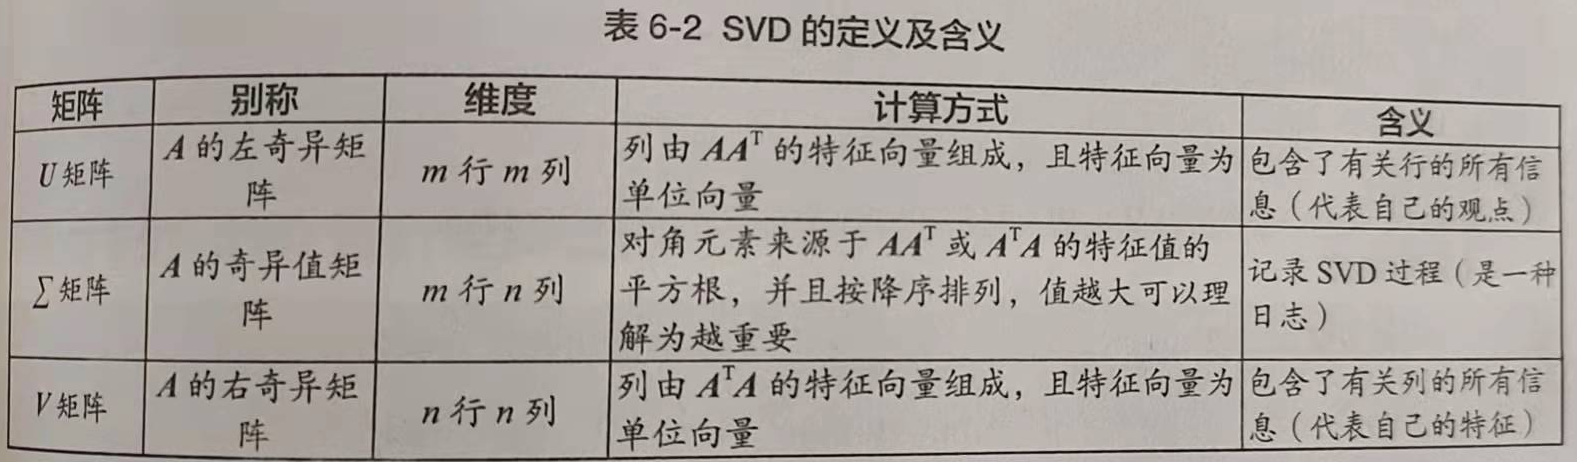 表 6-2 SVD 的定义及含义
矩阵 别称 维度 计算方式 含义
U 矩阵
A 的左奇异矩
阵
m 行 m 列
列由 AAᵀ 的特征向量组成，且特征向量为
单位向量
包含了有关行的所有信
息（代表自己的观点）
∑ 矩阵
A 的奇异值矩
阵
m 行 n 列
对角元素来源于 AAᵀ 或 AᵀA 的特征值的
平方根，并且按降序排列，值越大可以理
解为越重要
记录 SVD 过程（是一种
日志）
V 矩阵
A 的右奇异矩
阵
n 行 n 列
列由 AᵀA 的特征向量组成，且特征向量为
单位向量
包含了有关列的所有信
息（代表自己的特征）